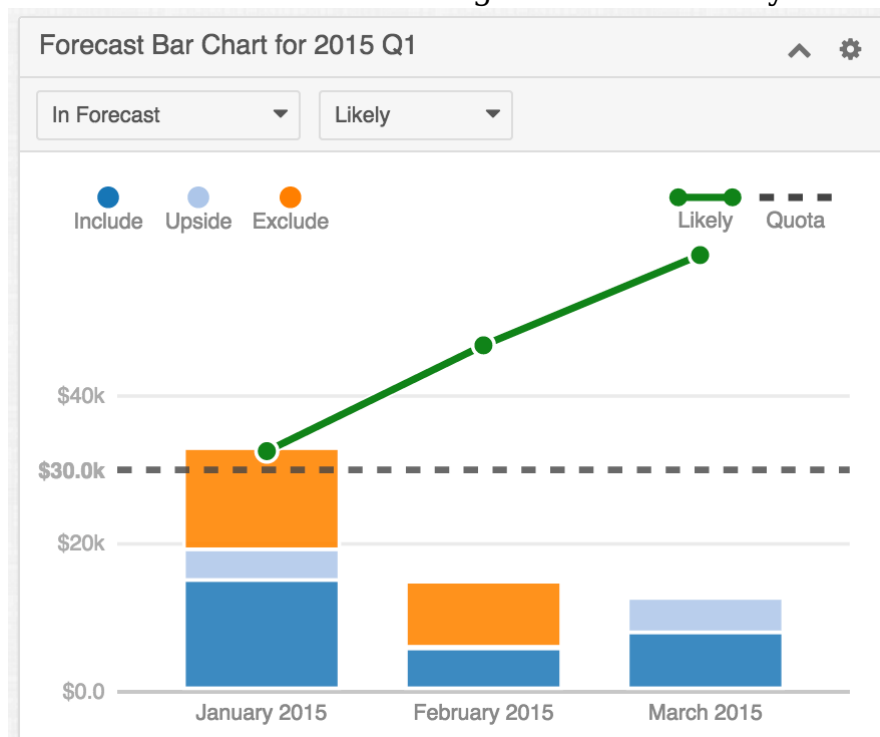 Forecast Bar Chart for 2015 Q1
In Forecast
Likely
Include Upside Exclude
Likely Quota
$40k
$30.0k
$20k
$0.0
January 2015 February 2015 March 2015